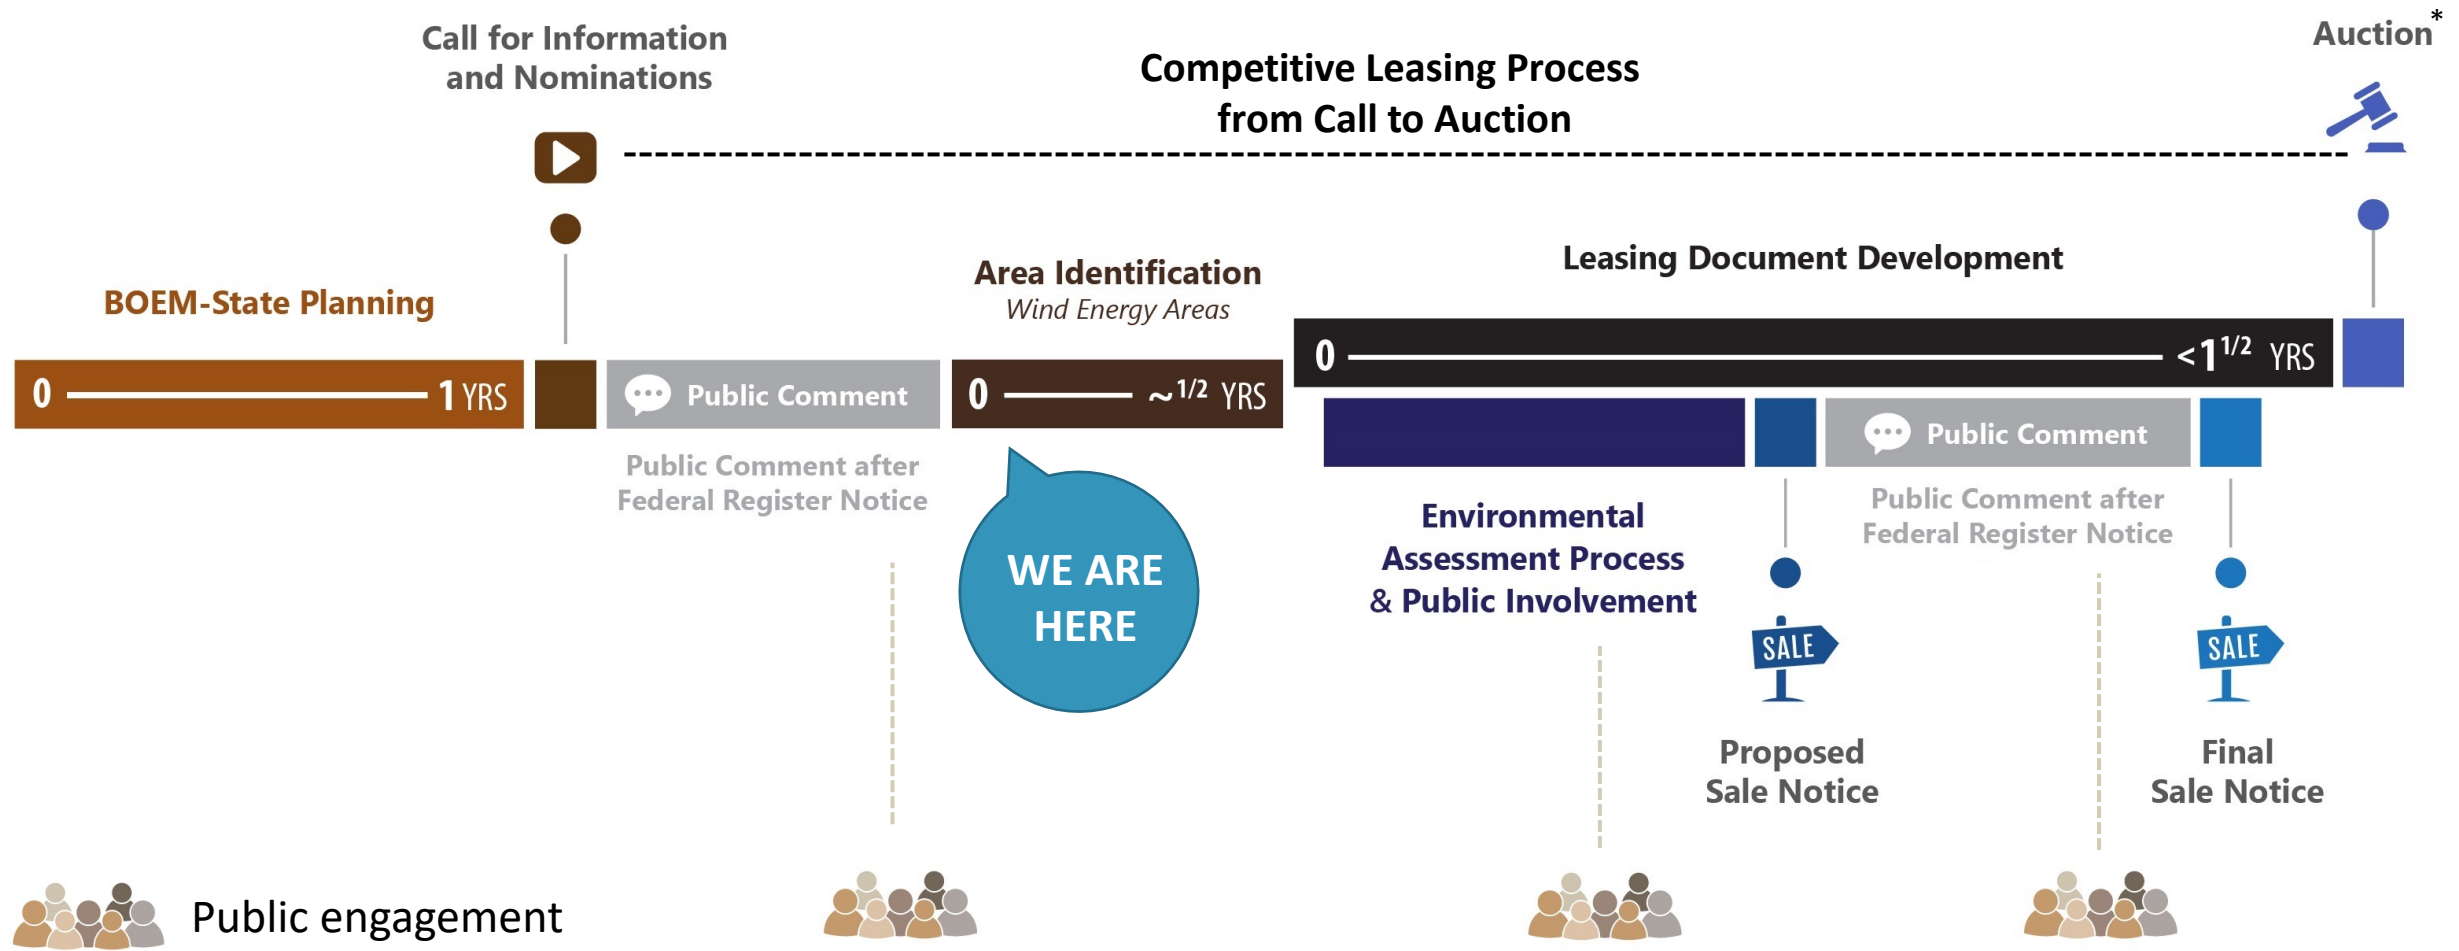 Call for Information
and Nominations
Competitive Leasing Process
from Call to Auction
Auction*
BOEM-State Planning
0 1 YRS
Public Comment
Public Comment after
Federal Register Notice
Area Identification
Wind Energy Areas
0 ~1/2 YRS
WE ARE
HERE
Leasing Document Development
0 <1 1/2 YRS
Environmental
Assessment Process
& Public Involvement
SALE
Proposed
Sale Notice
Public Comment
Public Comment after
Federal Register Notice
SALE
Final
Sale Notice
Public engagement